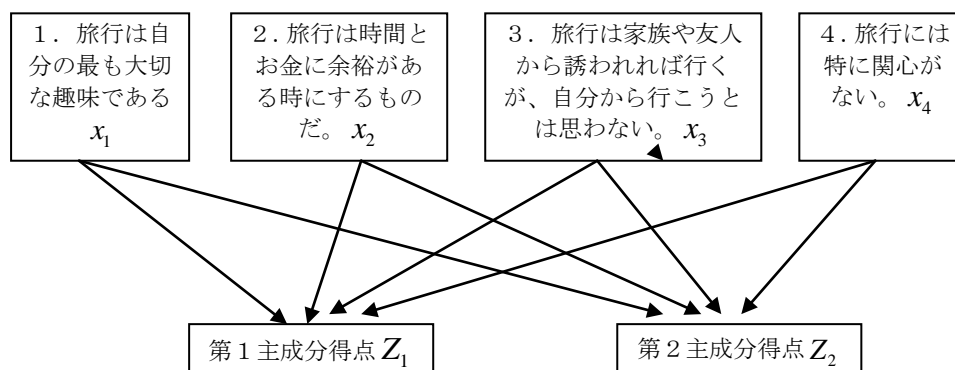 １．旅行は自
分の最も大切
な趣味である
x₁
２．旅行は時間と
お金に余裕があ
る時にするもの
だ。 x₂
３．旅行は家族や友人
から誘われれば行く
が、自分から行こうと
は思わない。 x₃
４．旅行には
特に関心が
ない。 x₄
第１主成分得点 Z₁
第２主成分得点 Z₂